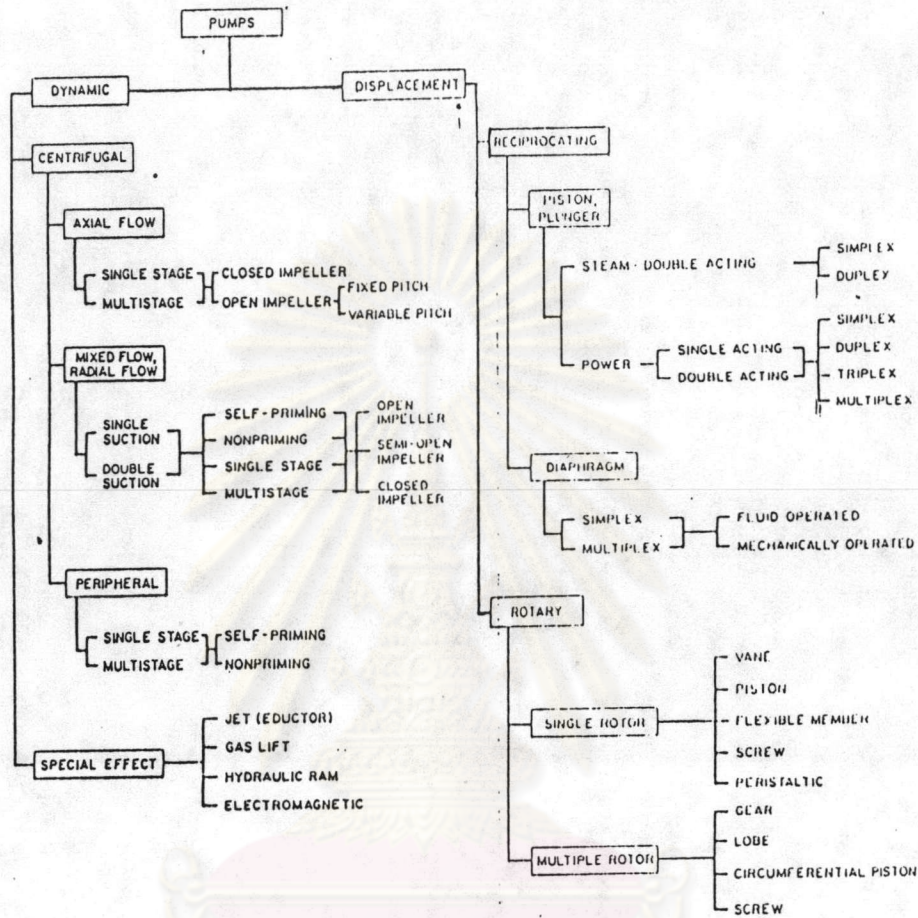 PUMPS
DYNAMIC
DISPLACEMENT
CENTRIFUGAL
AXIAL FLOW
SINGLE STAGE
MULTISTAGE
CLOSED IMPELLER
OPEN IMPELLER
FIXED PITCH
VARIABLE PITCH
MIXED FLOW,
RADIAL FLOW
SINGLE
SUCTION
DOUBLE
SUCTION
SELF-PRIMING
NONPRIMING
SINGLE STAGE
MULTISTAGE
OPEN
IMPELLER
SEMI-OPEN
IMPELLER
CLOSED
IMPELLER
PERIPHERAL
SINGLE STAGE
MULTISTAGE
SELF-PRIMING
NONPRIMING
SPECIAL EFFECT
JET (EDUCTOR)
GAS LIFT
HYDRAULIC RAM
ELECTROMAGNETIC
RECIPROCATING
PISTON,
PLUNGER
STEAM - DOUBLE ACTING
SIMPLEX
DUPLEX
POWER
SINGLE ACTING
DOUBLE ACTING
SIMPLEX
DUPLEX
TRIPLEX
MULTIPLEX
DIAPHRAGM
SIMPLEX
MULTIPLEX
FLUID OPERATED
MECHANICALLY OPERATED
ROTARY
SINGLE ROTOR
VANE
PISTON
FLEXIBLE MEMBER
SCREW
PERISTALTIC
MULTIPLE ROTOR
GEAR
LOBE
CIRCUMFERENTIAL PISTON
SCREW